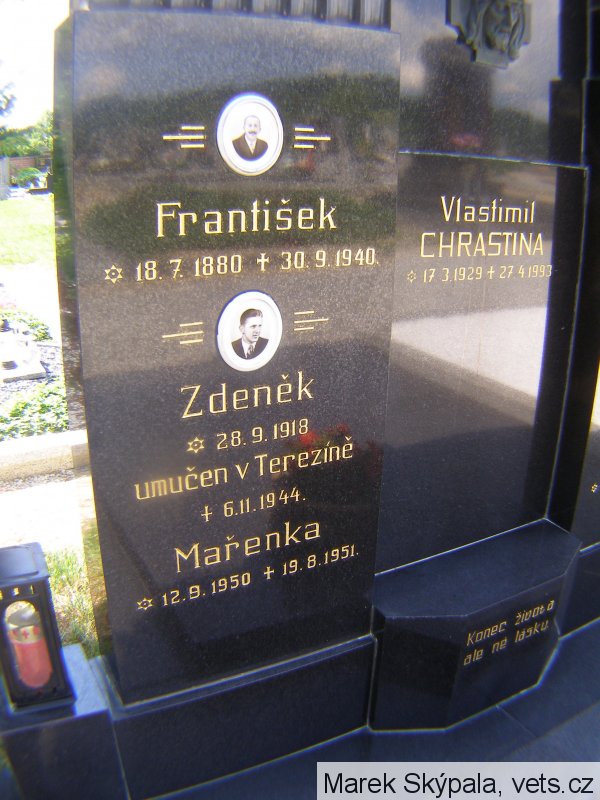 František
✡ 18. 7. 1880 ✝ 30. 9. 1940.
Zdeněk
✡ 28. 9. 1918
umučen v Terezíně
✝ 6. 11. 1944.
Mařenka
✡ 12. 9. 1950 ✝ 19. 8. 1951.
Vlastimil
CHRASTINA
✡ 17 3. 1929 ✝ 27 4. 1993
Konec života
ale ne lásku.
Marek Skýpala, vets.cz